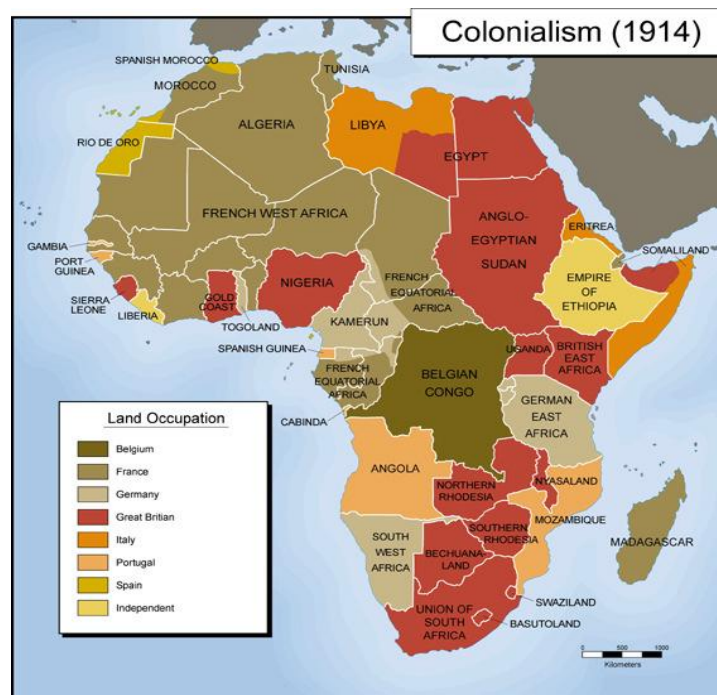 Colonialism (1914)
SPANISH MOROCCO
TUNISIA
MOROCCO
ALGERIA
LIBYA
EGYPT
RIO DE ORO
FRENCH WEST AFRICA
ANGLO-
EGYPTIAN
SUDAN
ERITREA
GAMBIA
PORT
GUINEA
SOMALILAND
NIGERIA
FRENCH
EQUATORIAL
AFRICA
EMPIRE
OF
ETHIOPIA
SIERRA
LEONE
LIBERIA
GOLD
COAST
TOGOLAND
KAMERUN
SPANISH GUINEA
UGANDA
BRITISH
EAST
AFRICA
FRENCH
EQUATORIAL
AFRICA
BELGIAN
CONGO
GERMAN
EAST
AFRICA
CABINDA
Land Occupation
Belgium
France
Germany
Great Britian
Italy
Portugal
Spain
Independent
ANGOLA
NORTHERN
RHODESIA
NYASALAND
MOZAMBIQUE
SOUTHERN
RHODESIA
MADAGASCAR
SOUTH
WEST
AFRICA
BECHUANA-
LAND
SWAZILAND
BASUTOLAND
UNION OF
SOUTH
AFRICA
0 500 1000
Kilometers